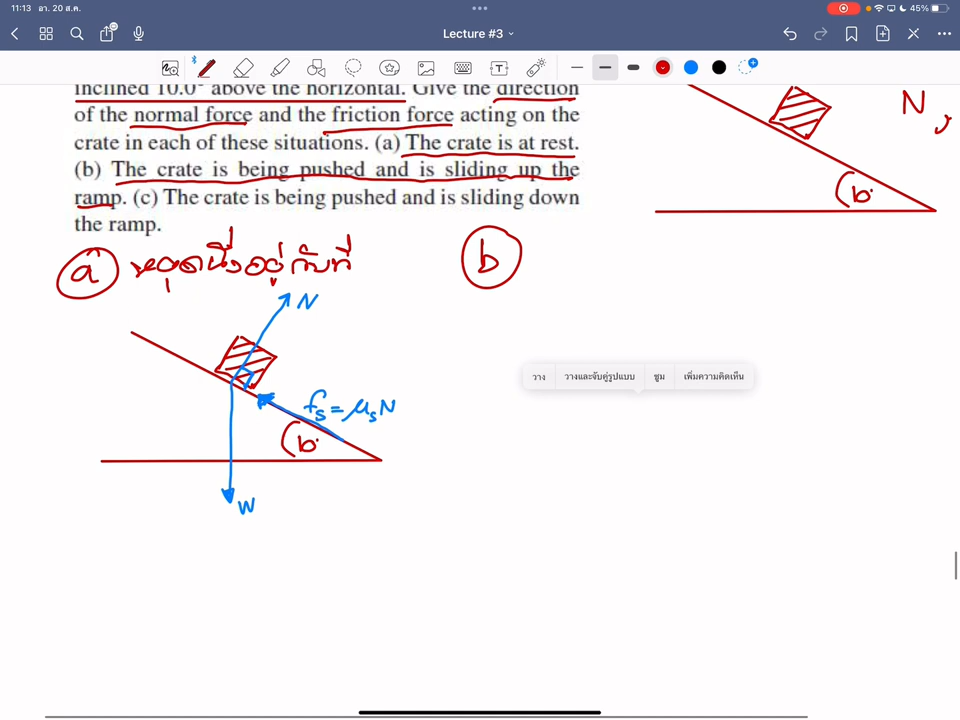 11:13 อา. 20 ส.ค.
45%
Lecture #3
inclined 10.0° above the horizontal. Give the direction
of the normal force and the friction force acting on the
crate in each of these situations. (a) The crate is at rest.
(b) The crate is being pushed and is sliding up the
ramp. (c) The crate is being pushed and is sliding down
the ramp.
N,
10°
a หยุดนิ่งอยู่กับที่
b
N
fs = μsN
10°
W
วาง วางและจับคู่รูปแบบ ซูม เพิ่มความคิดเห็น